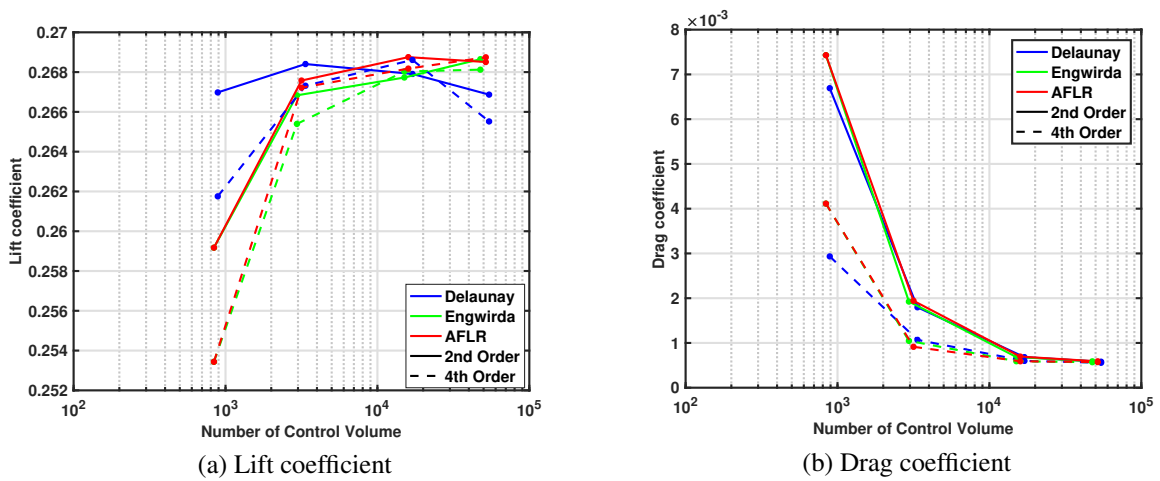 0.27
0.268
0.266
0.264
0.262
0.26
0.258
0.256
0.254
0.252
Lift coefficient
10² 10³ 10⁴ 10⁵
Number of Control Volume
Delaunay
Engwirda
AFLR
2nd Order
4th Order
(a) Lift coefficient
8 ×10⁻³
7
6
5
4
3
2
1
0
Drag coefficient
10² 10³ 10⁴ 10⁵
Number of Control Volume
Delaunay
Engwirda
AFLR
2nd Order
4th Order
(b) Drag coefficient